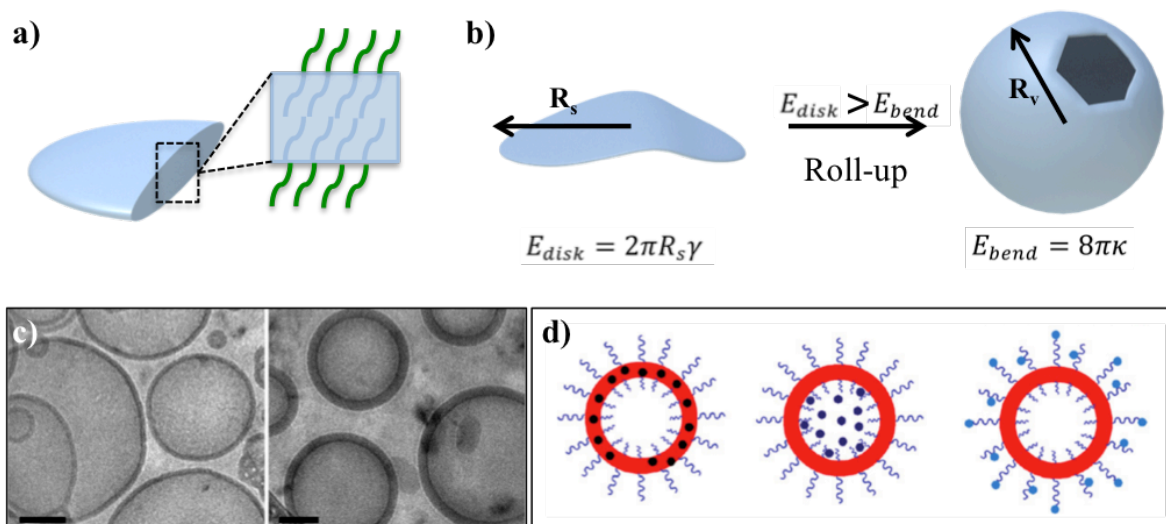 a)
b)
R_s
E_disk > E_bend
Roll-up
R_v
E_disk = 2πR_sγ
E_bend = 8πκ
c)
d)